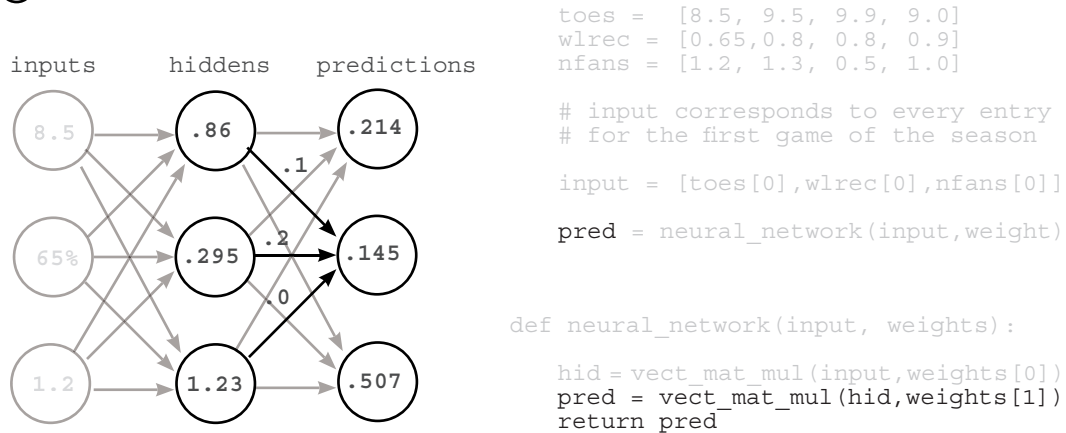 inputs hiddens predictions
8.5 .86 .214
.1
65% .2 .295 .145
.0
1.2 1.23 .507
toes = [8.5, 9.5, 9.9, 9.0]
wlrec = [0.65,0.8, 0.8, 0.9]
nfans = [1.2, 1.3, 0.5, 1.0]
# input corresponds to every entry
# for the first game of the season
input = [toes[0],wlrec[0],nfans[0]]
pred = neural_network(input,weight)
def neural_network(input, weights):
hid = vect_mat_mul(input,weights[0])
pred = vect_mat_mul(hid,weights[1])
return pred